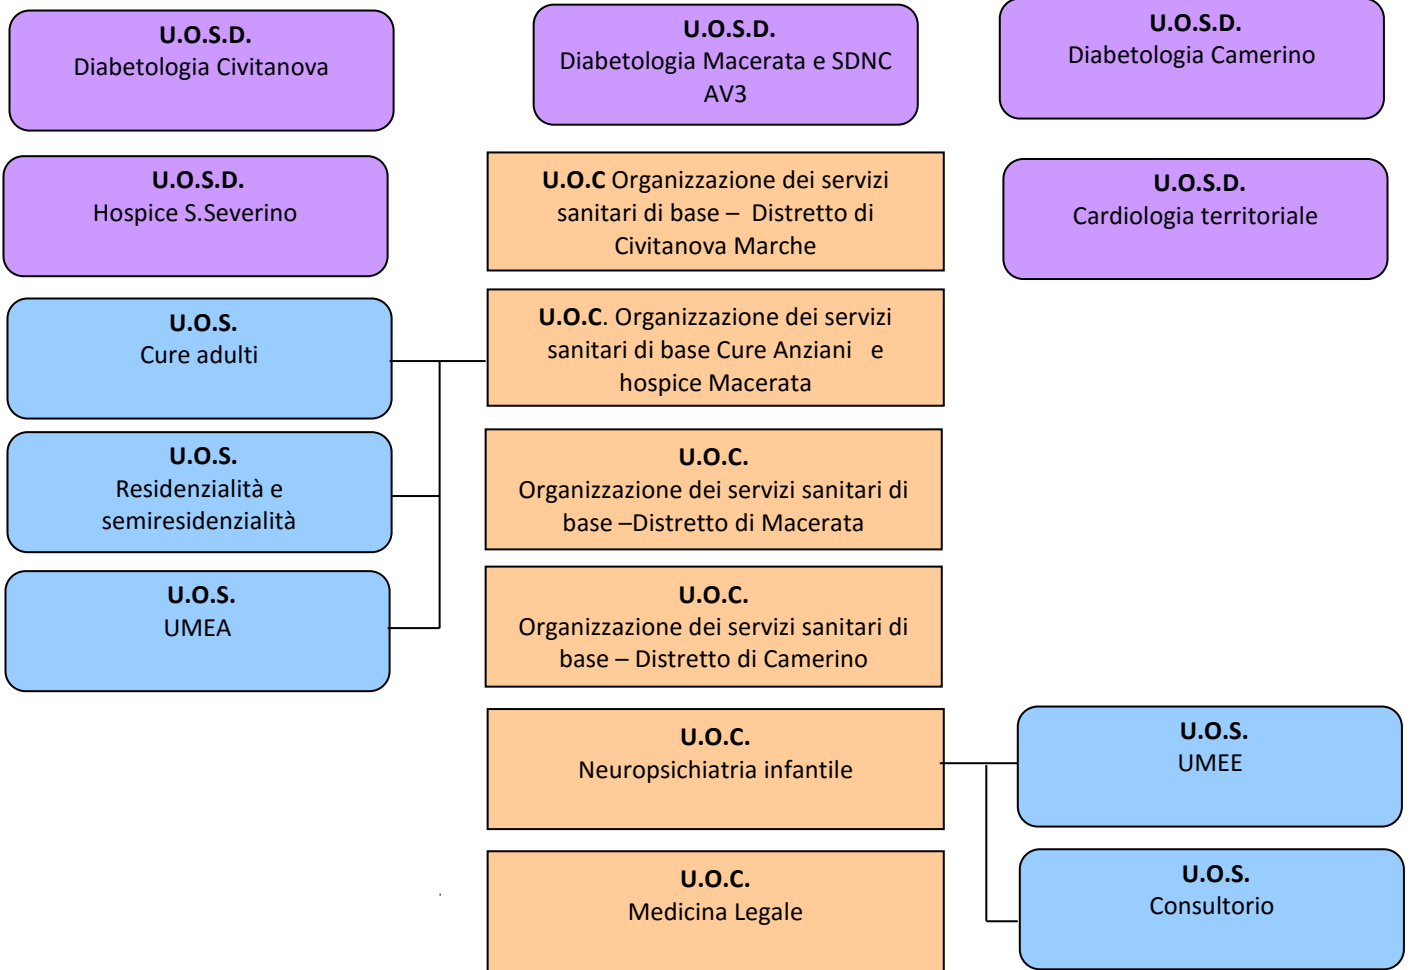 U.O.S.D.
Diabetologia Civitanova
U.O.S.D.
Diabetologia Macerata e SDNC
AV3
U.O.S.D.
Diabetologia Camerino
U.O.S.D.
Hospice S.Severino
U.O.C Organizzazione dei servizi
sanitari di base – Distretto di
Civitanova Marche
U.O.S.D.
Cardiologia territoriale
U.O.S.
Cure adulti
U.O.C. Organizzazione dei servizi
sanitari di base Cure Anziani e
hospice Macerata
U.O.S.
Residenzialità e
semiresidenzialità
U.O.C.
Organizzazione dei servizi sanitari di
base –Distretto di Macerata
U.O.S.
UMEA
U.O.C.
Organizzazione dei servizi sanitari di
base – Distretto di Camerino
U.O.C.
Neuropsichiatria infantile
U.O.S.
UMEE
U.O.C.
Medicina Legale
U.O.S.
Consultorio